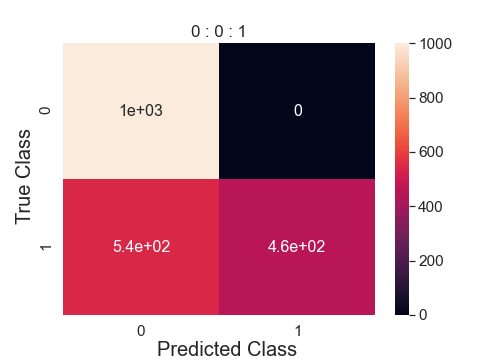 0 : 0 : 1
True Class
0
1e+03
0
1
5.4e+02
4.6e+02
0
1
Predicted Class
1000
800
600
400
200
0